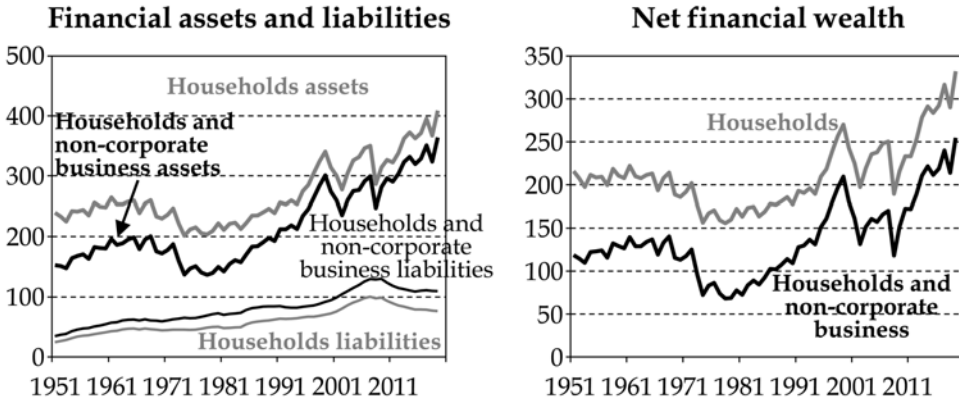 Financial assets and liabilities
500
400
300
200
100
0
Households assets
Households and
non-corporate
business assets
Households and
non-corporate
business liabilities
Households liabilities
1951 1961 1971 1981 1991 2001 2011
Net financial wealth
350
300
250
200
150
100
50
0
Households
Households and
non-corporate
business
1951 1961 1971 1981 1991 2001 2011